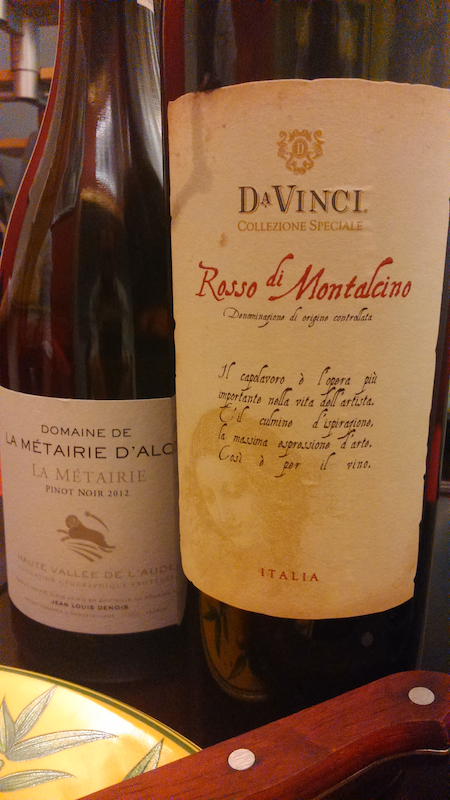 DOMAINE DE
LA MÉTAIRIE D'ALO
LA MÉTAIRIE
PINOT NOIR 2012
HAUTE VALLÉE DE L'AUDE
JEAN LOUIS DENOIS
D
DAVINCI
COLLEZIONE SPECIALE
Rosso di Montalcino
Denominazione di origine controllata
Il capolavoro è l'opera più
importante nella vita dell'artista.
È il culmine d'ispirazione,
la massima espressione d'arte.
Così è per il vino.
ITALIA